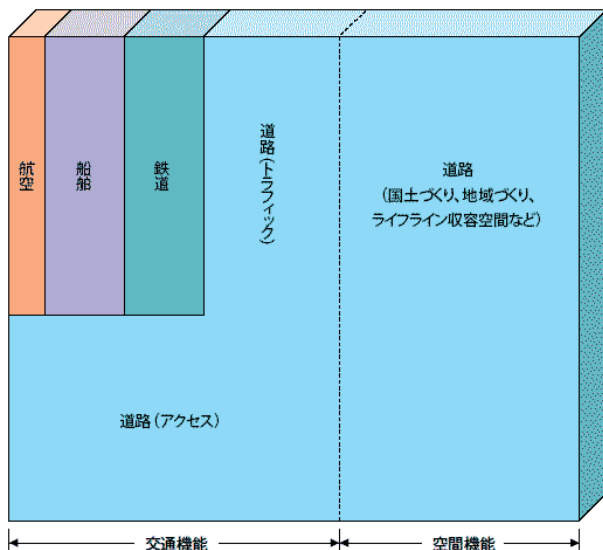 航空
船舶
鉄道
道路(トラフィック)
道路
(国土づくり、地域づくり、
ライフライン収容空間など)
道路(アクセス)
交通機能
空間機能